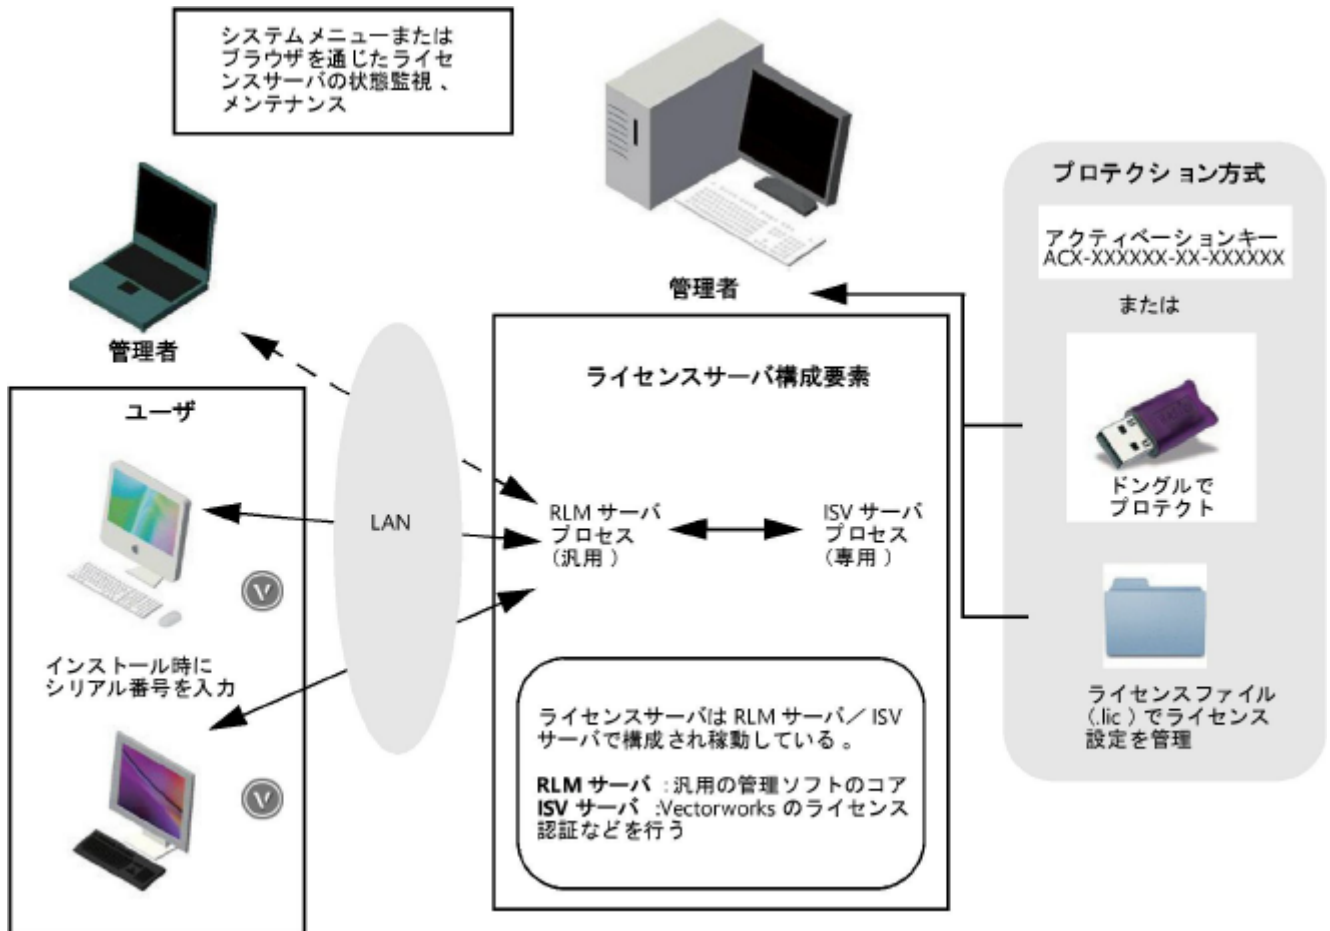 システムメニューまたは
ブラウザを通じたライセ
ンスサーバの状態監視、
メンテナンス
管理者
管理者
プロテクション方式
アクティベーションキー
ACX-XXXXXX-XX-XXXXXX
または
ドングルで
プロテクト
ライセンスファイル
(.lic)でライセンス
設定を管理
ユーザ
インストール時に
シリアル番号を入力
LAN
ライセンスサーバ構成要素
RLM サーバ
プロセス
(汎用)
ISV サーバ
プロセス
(専用)
ライセンスサーバは RLM サーバ/ ISV
サーバで構成され稼動している。
RLM サーバ :汎用の管理ソフトのコア
ISV サーバ :Vectorworks のライセンス
認証などを行う
V
V